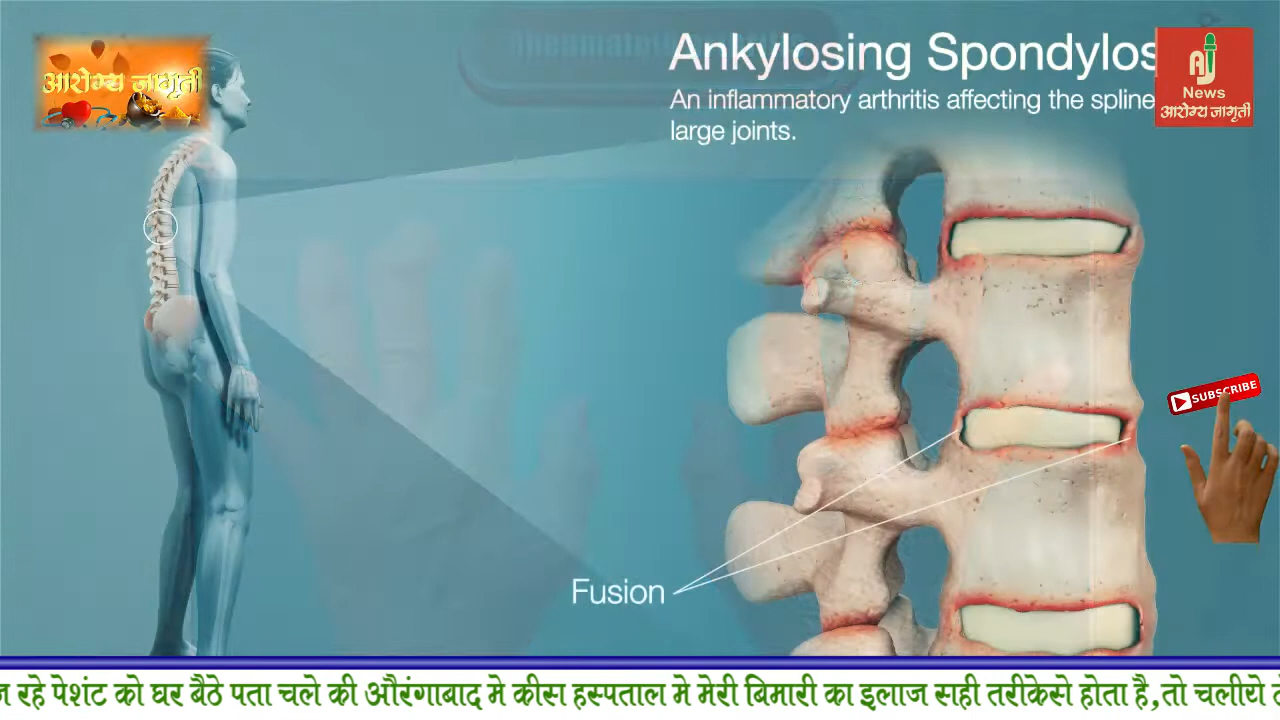 आरोग्य जागृती
Ankylosing Spondylos
An inflammatory arthritis affecting the spline
large joints.
AJ
News
आरोग्य जागृती
SUBSCRIBE
Fusion
रहे पेशंट को घर बैठे पता चले की औरंगाबाद मे कीस हस्पताल मे मेरी बिमारी का इलाज सही तरीकेसे होता है,तो चलीये